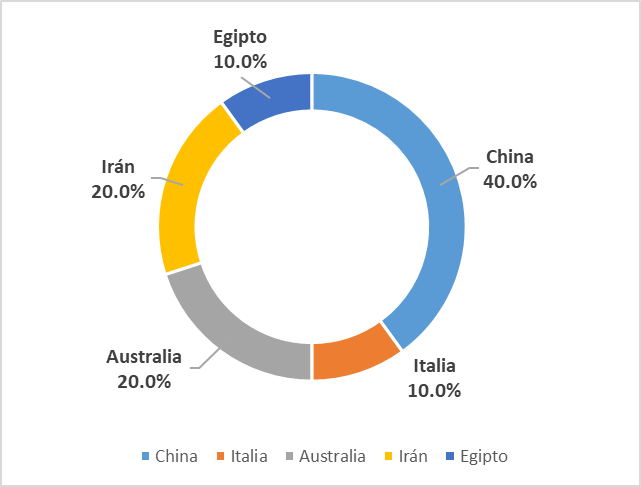 Egipto
10.0%
China
40.0%
Irán
20.0%
Australia
20.0%
Italia
10.0%
China Italia Australia Irán Egipto